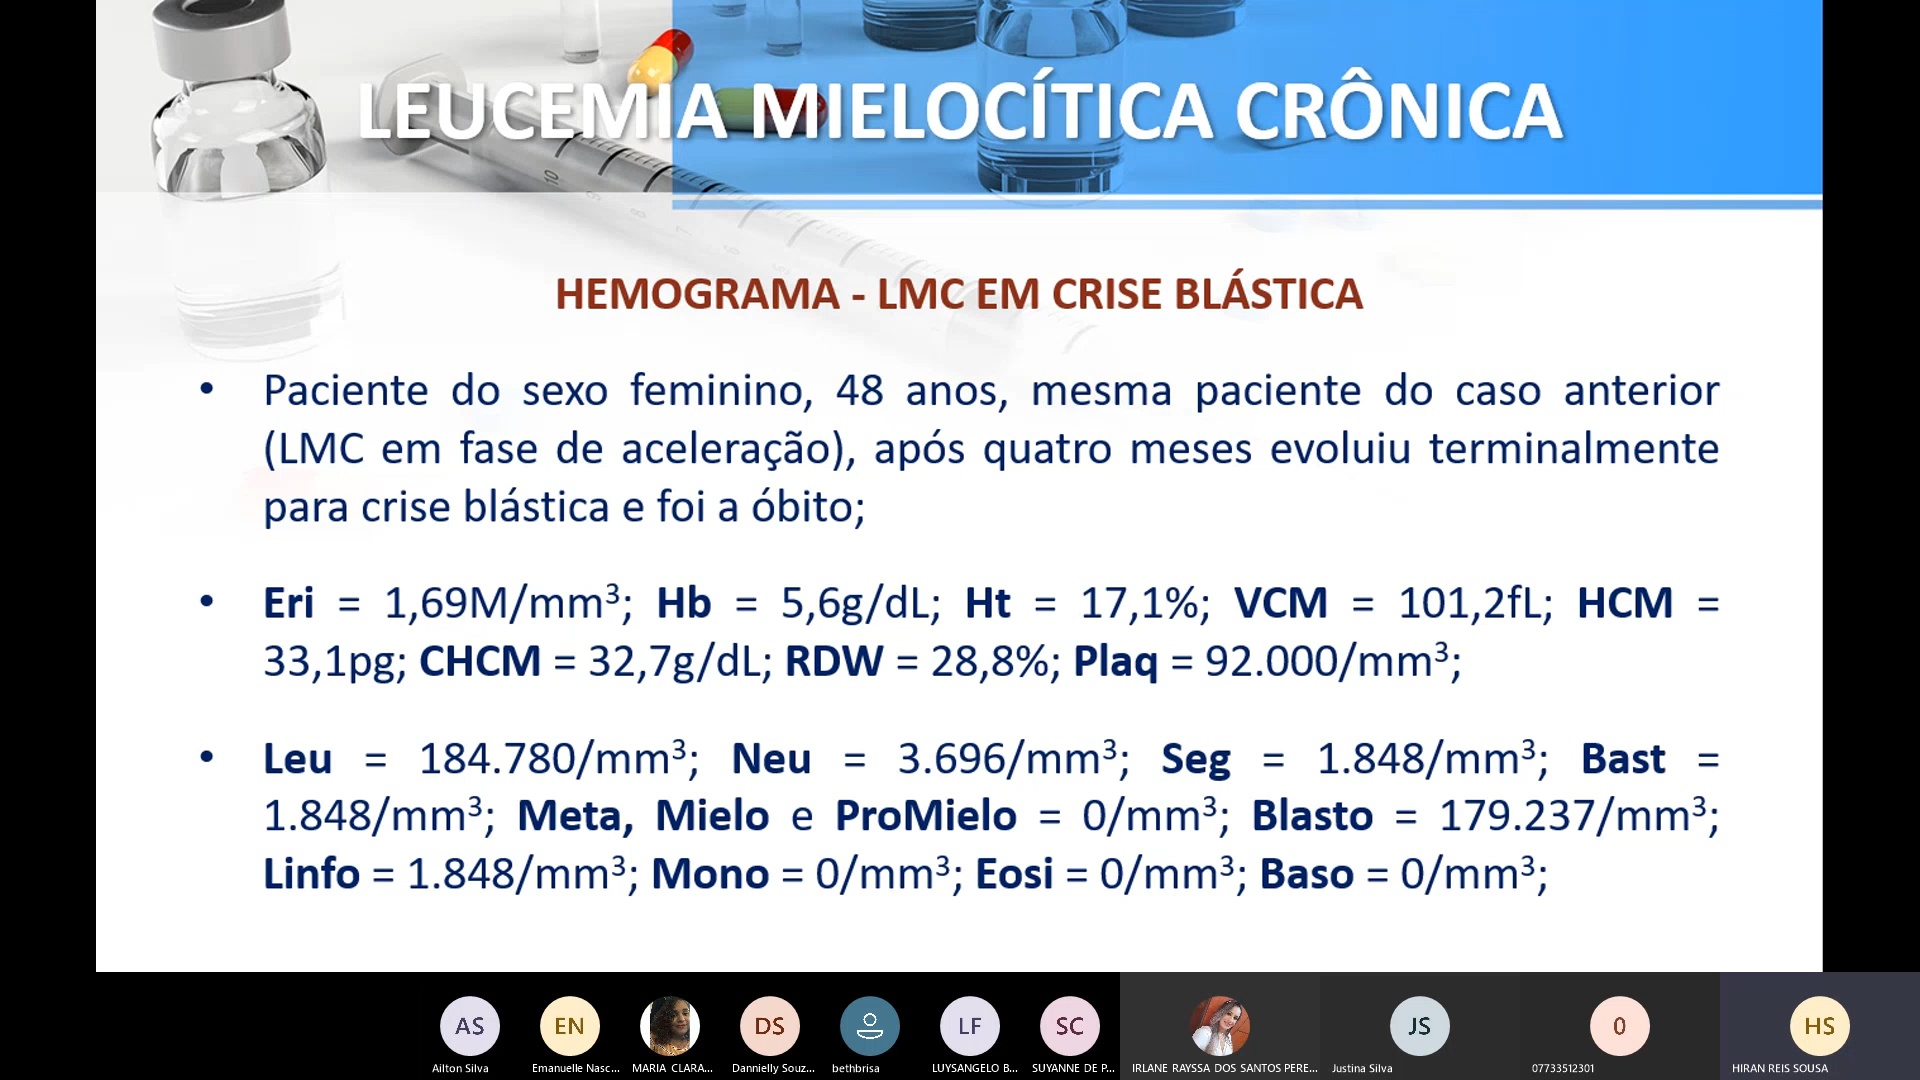 LEUCEMIA MIELOCÍTICA CRÔNICA
HEMOGRAMA - LMC EM CRISE BLÁSTICA
• Paciente do sexo feminino, 48 anos, mesma paciente do caso anterior
(LMC em fase de aceleração), após quatro meses evoluiu terminalmente
para crise blástica e foi a óbito;
• Eri = 1,69M/mm³; Hb = 5,6g/dL; Ht = 17,1%; VCM = 101,2fL; HCM =
33,1pg; CHCM = 32,7g/dL; RDW = 28,8%; Plaq = 92.000/mm³;
• Leu = 184.780/mm³; Neu = 3.696/mm³; Seg = 1.848/mm³; Bast =
1.848/mm³; Meta, Mielo e ProMielo = 0/mm³; Blasto = 179.237/mm³;
Linfo = 1.848/mm³; Mono = 0/mm³; Eosi = 0/mm³; Baso = 0/mm³;
AS EN DS LF SC JS 0 HS
Ailton Silva Emanuelle Nasc... MARIA CLARA... Dannielly Souz... bethbrisa LUYSANGELO B... SUYANNE DE P... IRLANE RAYSSA DOS SANTOS PERE... Justina Silva 07733512301 HIRAN REIS SOUSA